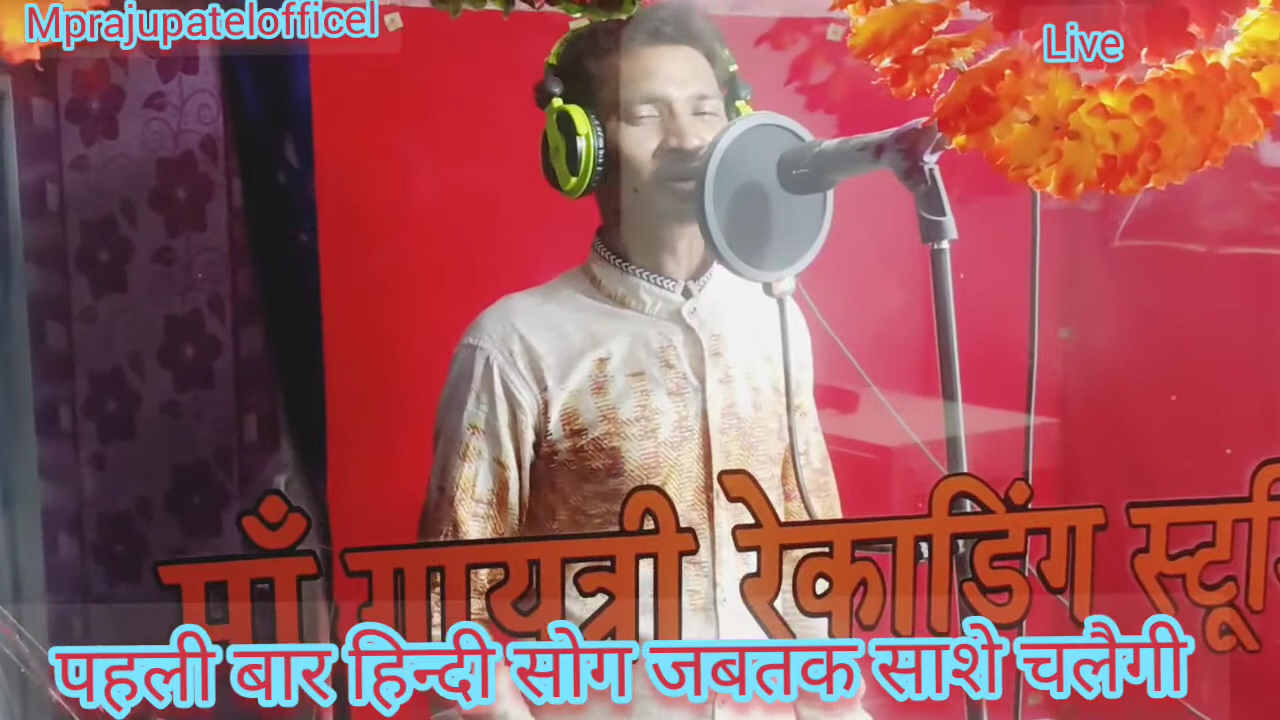 Mprajupatelofficel
Live
माँ गायत्री रेकाडिंग
पहली बार हिन्दी सोग जबतक साशे चलैगी